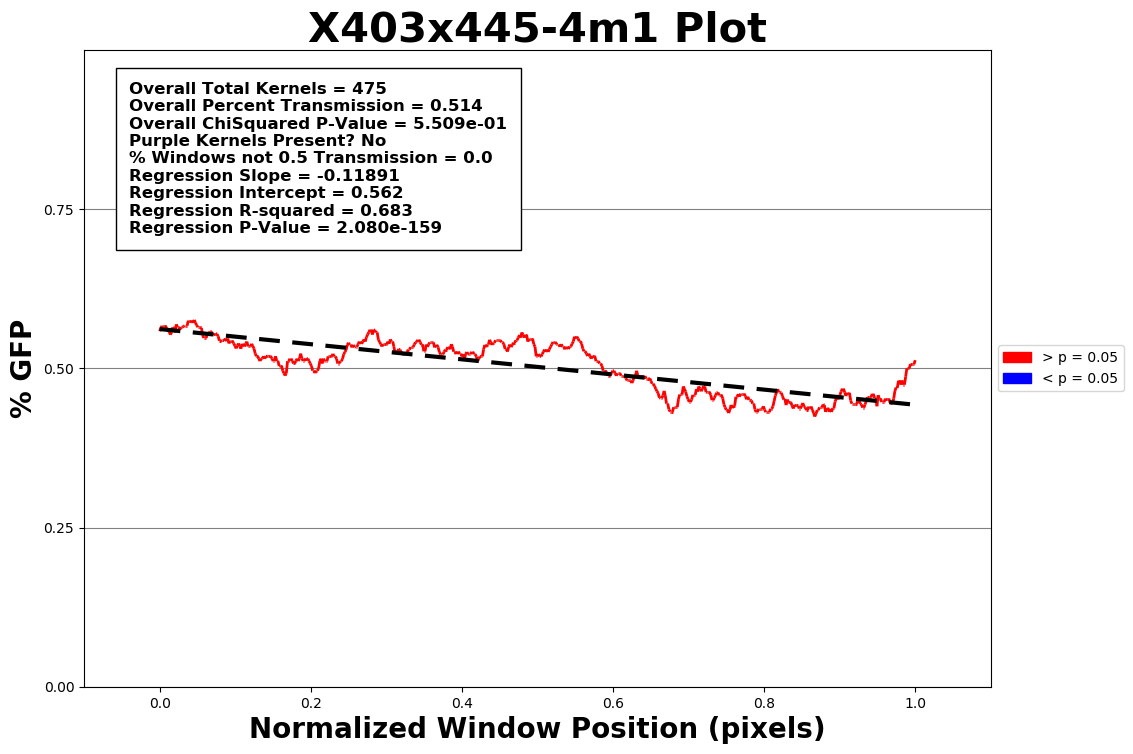 X403x445-4m1 Plot
Overall Total Kernels = 475
Overall Percent Transmission = 0.514
Overall ChiSquared P-Value = 5.509e-01
Purple Kernels Present? No
% Windows not 0.5 Transmission = 0.0
Regression Slope = -0.11891
Regression Intercept = 0.562
Regression R-squared = 0.683
Regression P-Value = 2.080e-159
% GFP
0.75
0.50
0.25
0.00
> p = 0.05
< p = 0.05
0.0 0.2 0.4 0.6 0.8 1.0
Normalized Window Position (pixels)